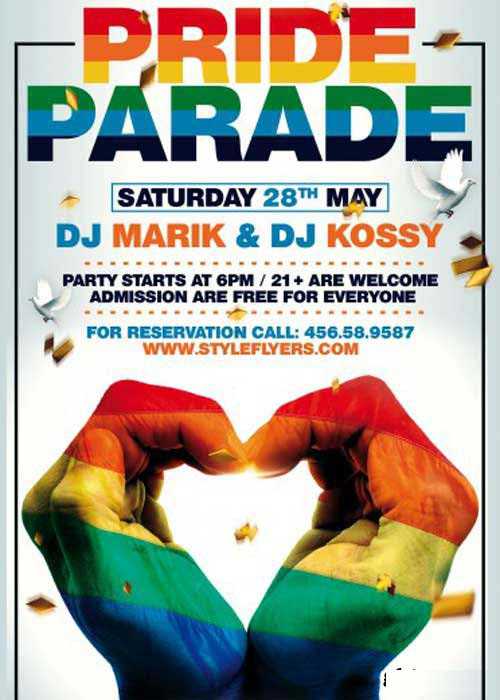 PRIDE
PARADE
SATURDAY 28TH MAY
DJ MARIK & DJ KOSSY
PARTY STARTS AT 6PM / 21+ ARE WELCOME
ADMISSION ARE FREE FOR EVERYONE
FOR RESERVATION CALL: 456.58.9587
WWW.STYLEFLYERS.COM